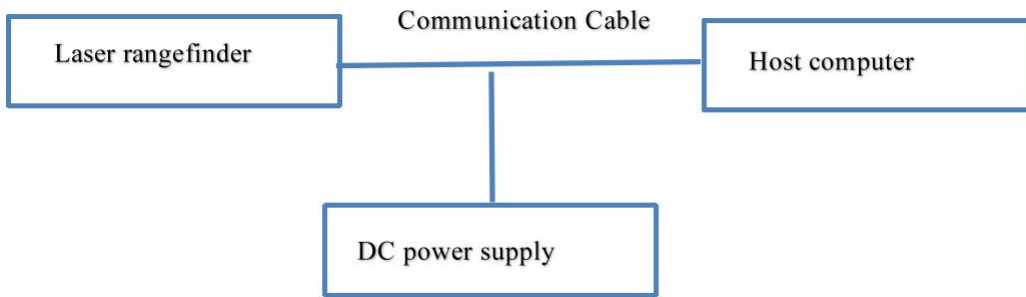 Communication Cable
Laser rangefinder
Host computer
DC power supply